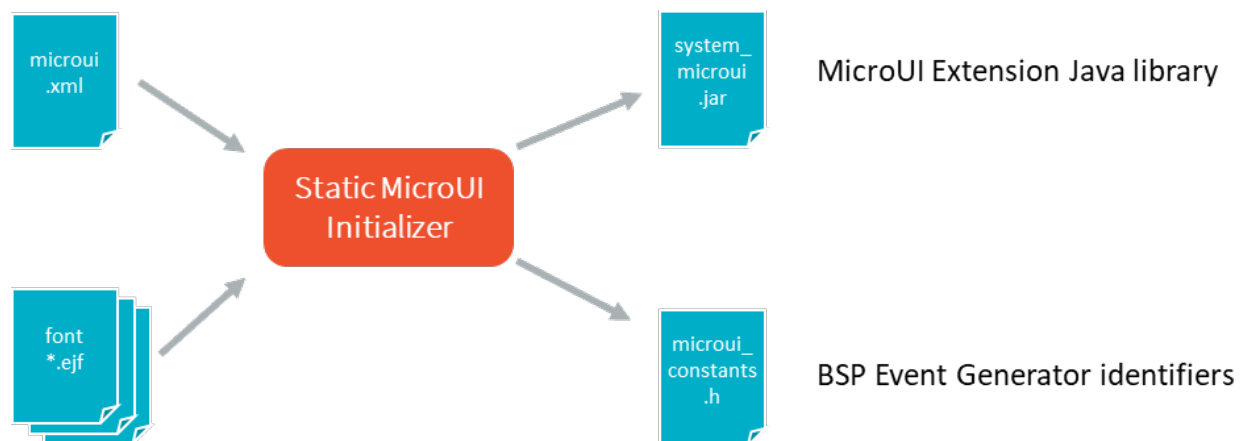 microui
.xml
system_
microui
.jar
MicroUI Extension Java library
Static MicroUI
Initializer
font
*.ejf
microui_
constants
.h
BSP Event Generator identifiers